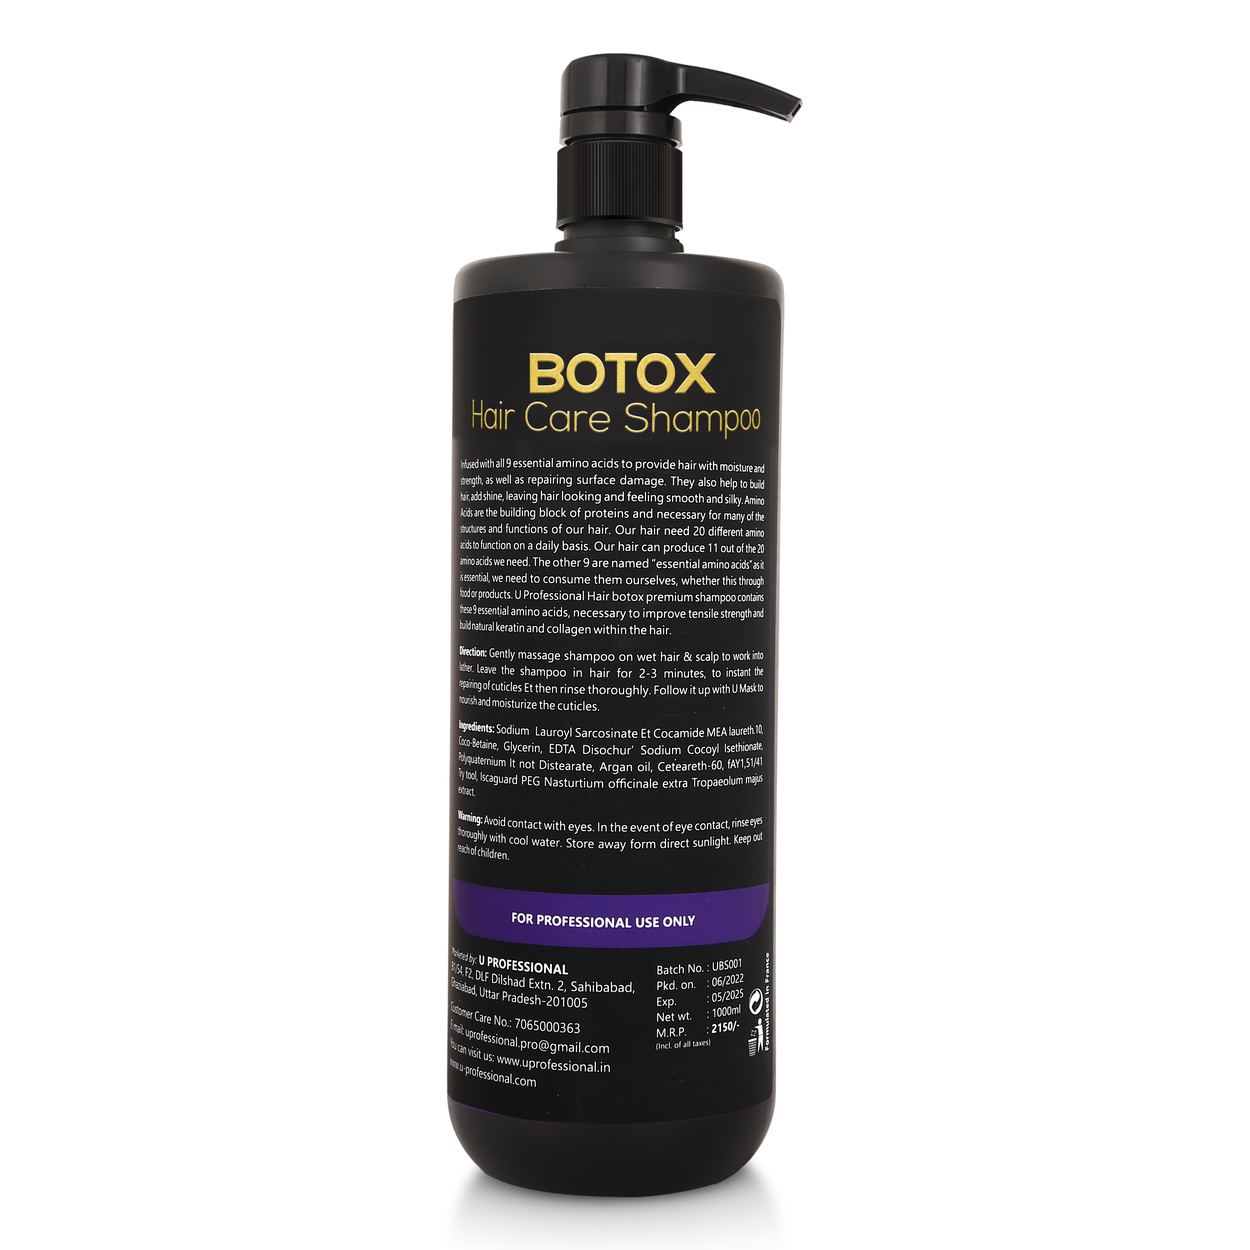 BOTOX
Hair Care Shampoo
Infused with all 9 essential amino acids to provide hair with moisture and
strength, as well as repairing surface damage. They also help to build
hair, add shine, leaving hair looking and feeling smooth and silky. Amino
Acids are the building block of proteins and necessary for many of the
structures and functions of our hair. Our hair need 20 different amino
acids to function on a daily basis. Our hair can produce 11 out of the 20
amino acids we need. The other 9 are named "essential amino acids" as it
is essential, we need to consume them ourselves, whether this through
food or products. U Professional Hair botox premium shampoo contains
these 9 essential amino acids, necessary to improve tensile strength and
build natural keratin and collagen within the hair.
Direction: Gently massage shampoo on wet hair & scalp to work into
lather. Leave the shampoo in hair for 2-3 minutes, to instant the
repairing of cuticles Et then rinse thoroughly. Follow it up with U Mask to
nourish and moisturize the cuticles.
Ingredients: Sodium Lauroyl Sarcosinate Et Cocamide MEA laureth.10,
Coco-Betaine, Glycerin, EDTA Disochur' Sodium Cocoyl Isethionate,
Polyquaternium It not Distearate, Argan oil, Ceteareth-60, fAY1,51/41
Try tool, Iscaguard PEG Nasturtium officinale extra Tropaeolum majus
extract.
Warning: Avoid contact with eyes. In the event of eye contact, rinse eyes
thoroughly with cool water. Store away form direct sunlight. Keep out
reach of children.
FOR PROFESSIONAL USE ONLY
Marketed by: U PROFESSIONAL
B1/54, F2, DLF Dilshad Extn. 2, Sahibabad,
Ghaziabad, Uttar Pradesh-201005
Customer Care No.: 7065000363
E-mail: uprofessional.pro@gmail.com
You can visit us: www.uprofessional.in
www.u-professional.com
Batch No. : UBS001
Pkd. on. : 06/2022
Exp. : 05/2025
Net wt. : 1000ml
M.R.P. : 2150/-
(Incl. of all taxes)
Formulated in France